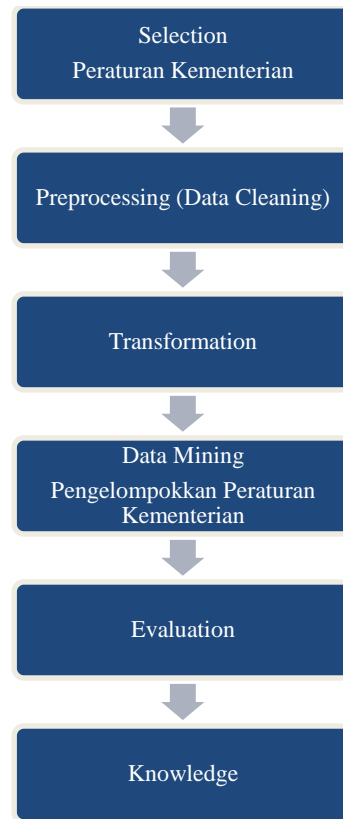 Selection
Peraturan Kementerian
Preprocessing (Data Cleaning)
Transformation
Data Mining
Pengelompokkan Peraturan
Kementerian
Evaluation
Knowledge